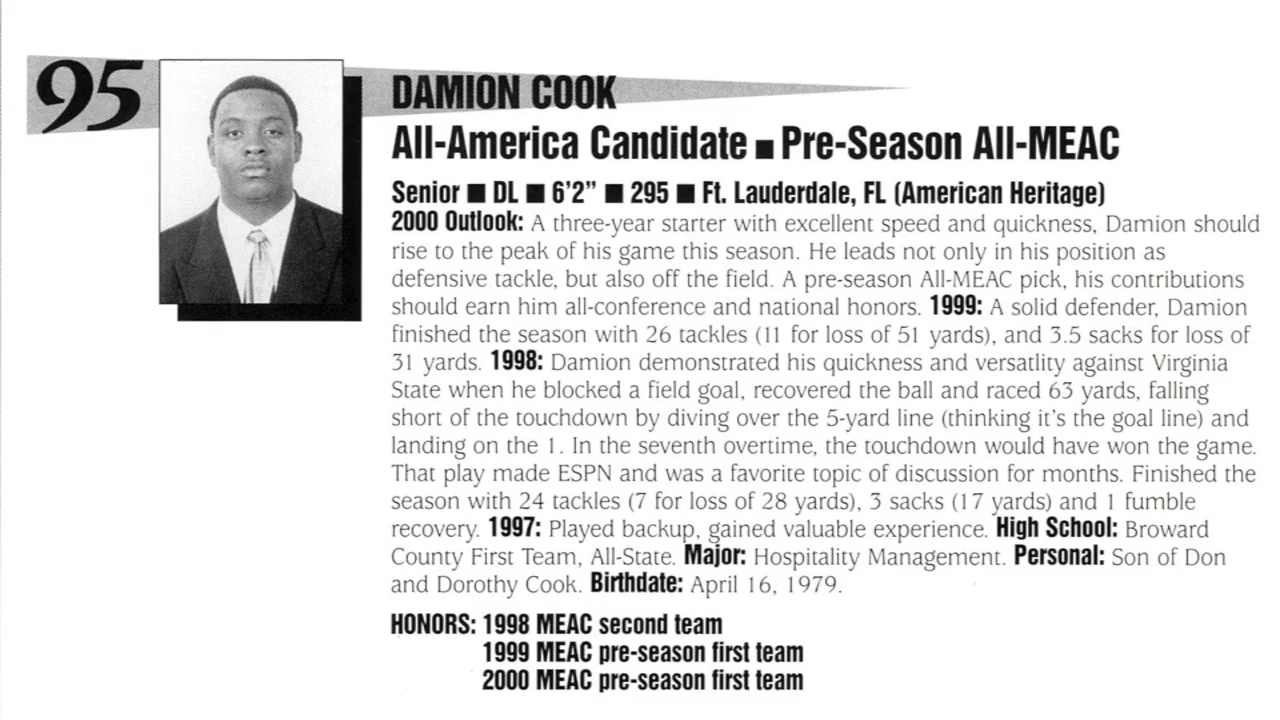 95
DAMION COOK
All-America Candidate ■ Pre-Season All-MEAC
Senior ■ DL ■ 6'2" ■ 295 ■ Ft. Lauderdale, FL (American Heritage)
2000 Outlook: A three-year starter with excellent speed and quickness, Damion should
rise to the peak of his game this season. He leads not only in his position as
defensive tackle, but also off the field. A pre-season All-MEAC pick, his contributions
should earn him all-conference and national honors. 1999: A solid defender, Damion
finished the season with 26 tackles (11 for loss of 51 yards), and 3.5 sacks for loss of
31 yards. 1998: Damion demonstrated his quickness and versatlity against Virginia
State when he blocked a field goal, recovered the ball and raced 63 yards, falling
short of the touchdown by diving over the 5-yard line (thinking it's the goal line) and
landing on the 1. In the seventh overtime, the touchdown would have won the game.
That play made ESPN and was a favorite topic of discussion for months. Finished the
season with 24 tackles (7 for loss of 28 yards), 3 sacks (17 yards) and 1 fumble
recovery. 1997: Played backup, gained valuable experience. High School: Broward
County First Team, All-State. Major: Hospitality Management. Personal: Son of Don
and Dorothy Cook. Birthdate: April 16, 1979.
HONORS: 1998 MEAC second team
1999 MEAC pre-season first team
2000 MEAC pre-season first team